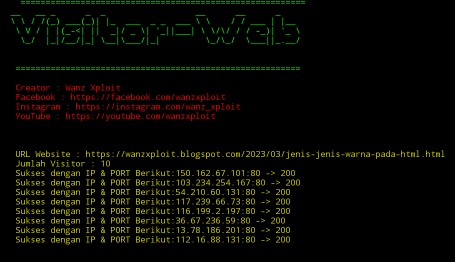 =======================================================
Visitor-Web
=======================================================
Creator : Wanz Xploit
Facebook : https://facebook.com/wanzxploit
Instagram : https://instagram.com/wanz_xploit
YouTube : https://youtube.com/wanzxploit
URL Website : https://wanzxploit.blogspot.com/2023/03/jenis-jenis-warna-pada-html.html
Jumlah Visitor : 10
Sukses dengan IP & PORT Berikut:150.162.67.101:80 -> 200
Sukses dengan IP & PORT Berikut:103.234.254.167:80 -> 200
Sukses dengan IP & PORT Berikut:54.210.60.131:80 -> 200
Sukses dengan IP & PORT Berikut:117.239.66.73:80 -> 200
Sukses dengan IP & PORT Berikut:116.199.2.197:80 -> 200
Sukses dengan IP & PORT Berikut:36.67.236.59:80 -> 200
Sukses dengan IP & PORT Berikut:13.78.186.201:80 -> 200
Sukses dengan IP & PORT Berikut:112.16.88.131:80 -> 200